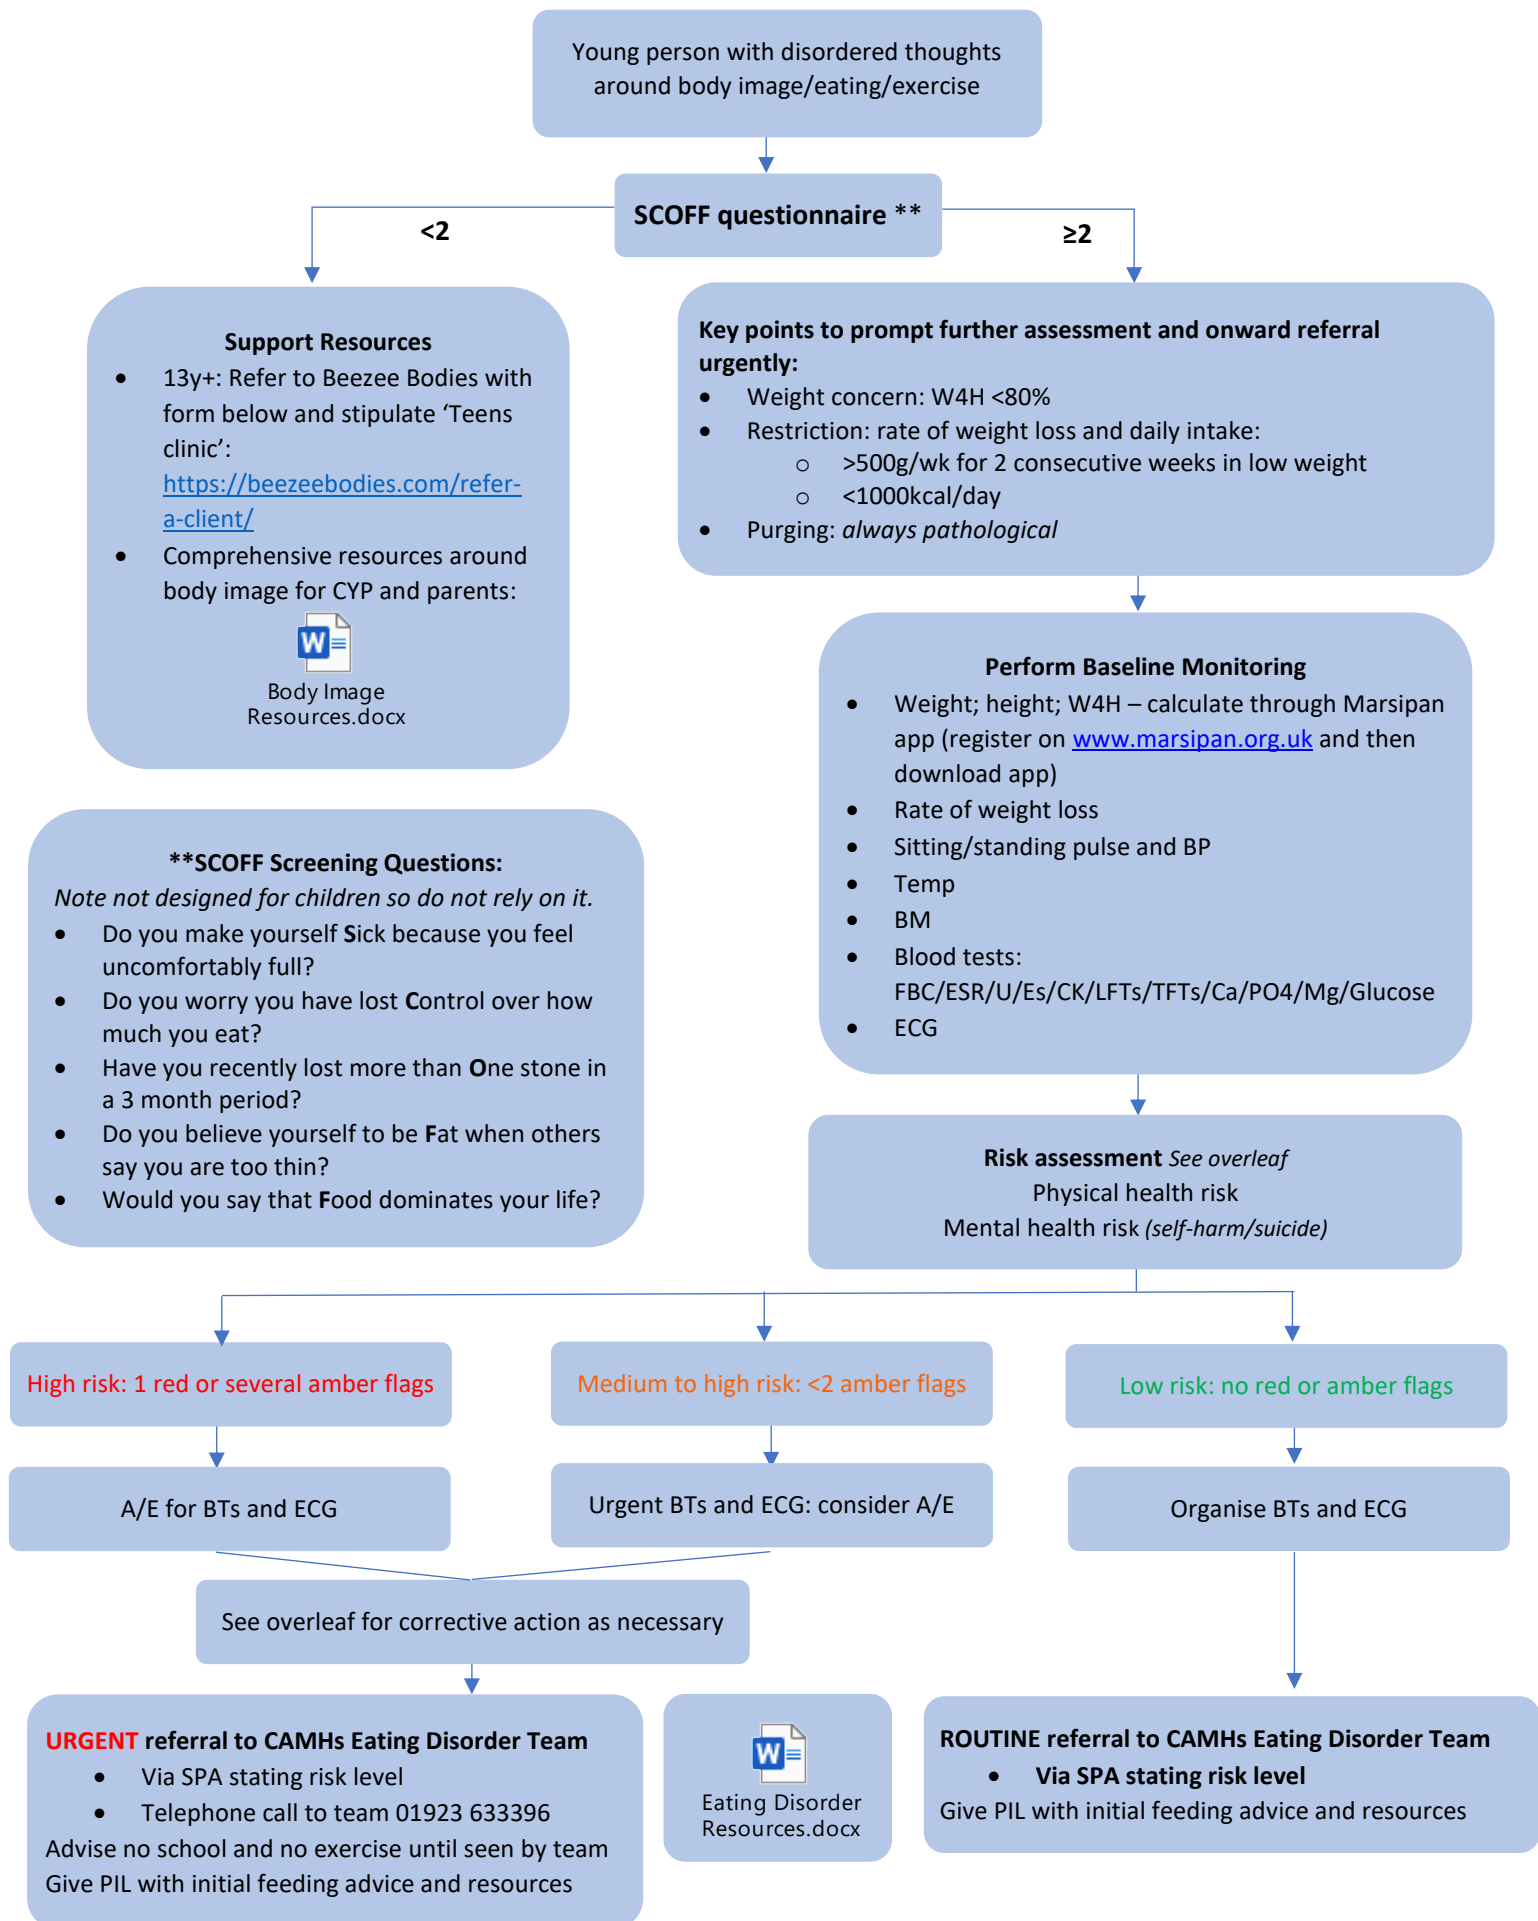 Young person with disordered thoughts
around body image/eating/exercise
SCOFF questionnaire **
<2
≥2
Support Resources
• 13y+: Refer to Beezee Bodies with
form below and stipulate ‘Teens
clinic’:
https://beezeebodies.com/refer-
a-client/
• Comprehensive resources around
body image for CYP and parents:
W
Body Image
Resources.docx
Key points to prompt further assessment and onward referral
urgently:
• Weight concern: W4H <80%
• Restriction: rate of weight loss and daily intake:
o >500g/wk for 2 consecutive weeks in low weight
o <1000kcal/day
• Purging: always pathological
Perform Baseline Monitoring
• Weight; height; W4H – calculate through Marsipan
app (register on www.marsipan.org.uk and then
download app)
• Rate of weight loss
• Sitting/standing pulse and BP
• Temp
• BM
• Blood tests:
FBC/ESR/U/Es/CK/LFTs/TFTs/Ca/PO4/Mg/Glucose
• ECG
**SCOFF Screening Questions:
Note not designed for children so do not rely on it.
• Do you make yourself Sick because you feel
uncomfortably full?
• Do you worry you have lost Control over how
much you eat?
• Have you recently lost more than One stone in
a 3 month period?
• Do you believe yourself to be Fat when others
say you are too thin?
• Would you say that Food dominates your life?
Risk assessment See overleaf
Physical health risk
Mental health risk (self-harm/suicide)
High risk: 1 red or several amber flags
Medium to high risk: <2 amber flags
Low risk: no red or amber flags
A/E for BTs and ECG
Urgent BTs and ECG: consider A/E
Organise BTs and ECG
See overleaf for corrective action as necessary
URGENT referral to CAMHs Eating Disorder Team
• Via SPA stating risk level
• Telephone call to team 01923 633396
Advise no school and no exercise until seen by team
Give PIL with initial feeding advice and resources
W
Eating Disorder
Resources.docx
ROUTINE referral to CAMHs Eating Disorder Team
• Via SPA stating risk level
Give PIL with initial feeding advice and resources